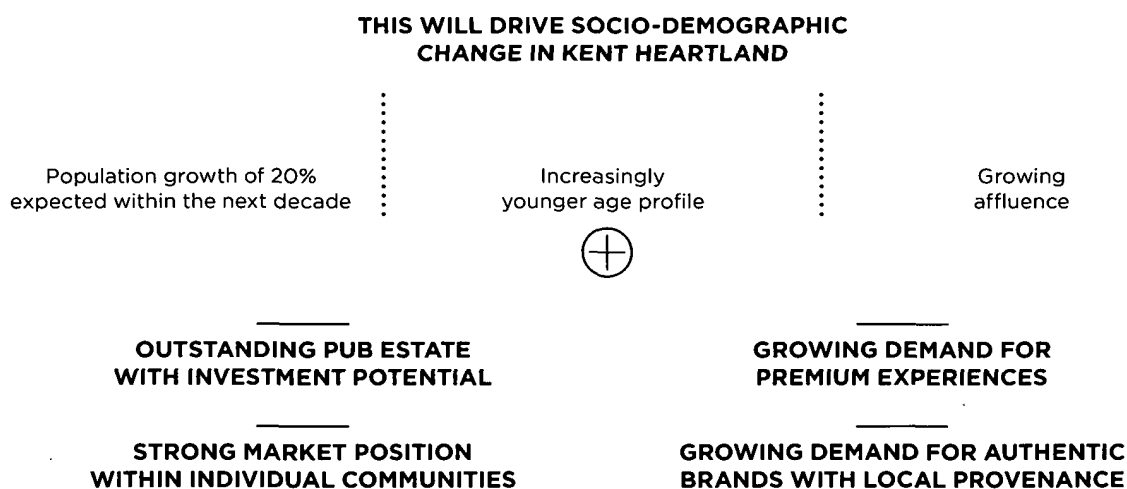 THIS WILL DRIVE SOCIO-DEMOGRAPHIC
CHANGE IN KENT HEARTLAND
Population growth of 20%
expected within the next decade
Increasingly
younger age profile
Growing
affluence
OUTSTANDING PUB ESTATE
WITH INVESTMENT POTENTIAL
GROWING DEMAND FOR
PREMIUM EXPERIENCES
STRONG MARKET POSITION
WITHIN INDIVIDUAL COMMUNITIES
GROWING DEMAND FOR AUTHENTIC
BRANDS WITH LOCAL PROVENANCE